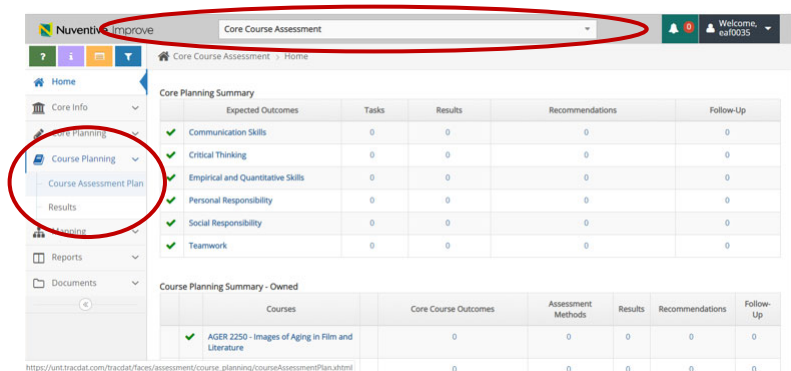 Nuventive Improve
Core Course Assessment
0
Welcome,
eaf0035
? i
Core Course Assessment > Home
Home
Core Info
Core Planning
Course Planning
Course Assessment Plan
Results
Mapping
Reports
Documents
Core Planning Summary
Expected Outcomes Tasks Results Recommendations Follow-Up
Communication Skills 0 0 0 0
Critical Thinking 0 0 0 0
Empirical and Quantitative Skills 0 0 0 0
Personal Responsibility 0 0 0 0
Social Responsibility 0 0 0 0
Teamwork 0 0 0 0
Course Planning Summary - Owned
Courses Core Course Outcomes Assessment Methods Results Recommendations Follow-Up
AGER 2250 - Images of Aging in Film and 0 0 0 0 0
Literature
0 0 0 0 0
https://unt.tracdat.com/tracdat/faces/assessment/course_planning/courseAssessmentPlan.xhtml